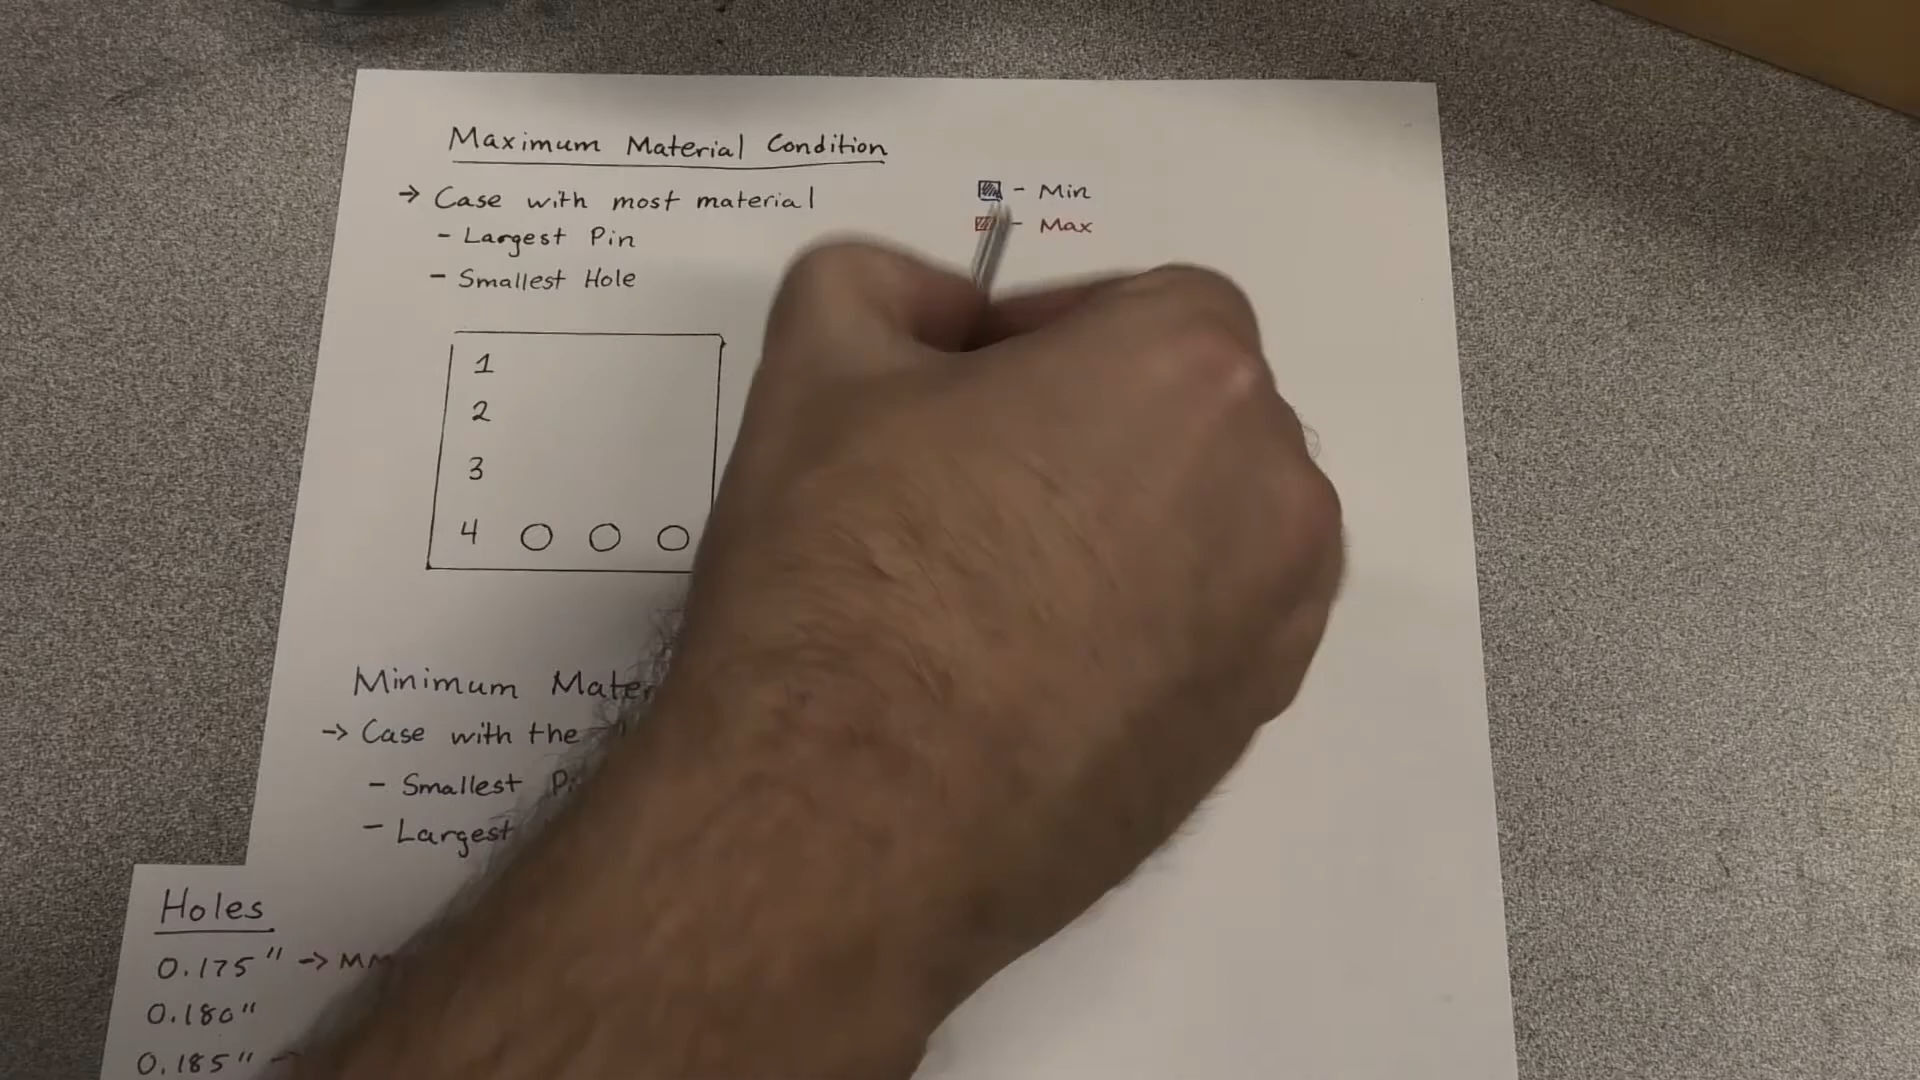 Maximum Material Condition
→ Case with most material
- Largest Pin
- Smallest Hole
- Min
- Max
1
2
3
4
Minimum
→ Case with the
- Smallest
- Largest
Holes
0.175" →
0.180"
0.185"